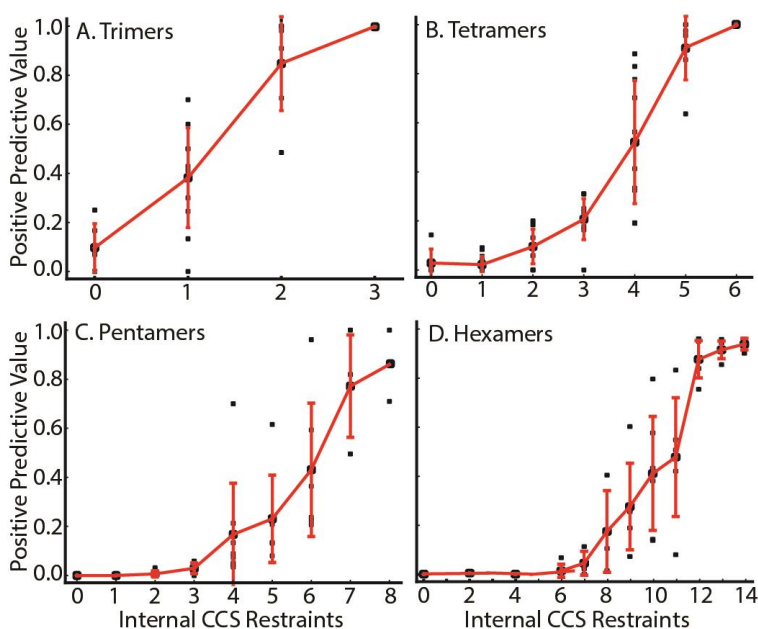 A. Trimers
B. Tetramers
Positive Predictive Value
1.0
0.8
0.6
0.4
0.2
0.0
0 1 2 3
0 1 2 3 4 5 6
C. Pentamers
D. Hexamers
Positive Predictive Value
1.0
0.8
0.6
0.4
0.2
0.0
0 1 2 3 4 5 6 7 8
0 2 4 6 8 10 12 14
Internal CCS Restraints
Internal CCS Restraints